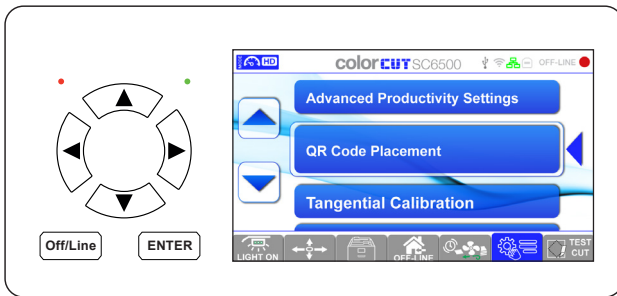 MODE HD colorCUT SC6500 OFF-LINE
Advanced Productivity Settings
QR Code Placement
Tangential Calibration
Off/Line ENTER
LIGHT ON OFF-LINE TEST CUT